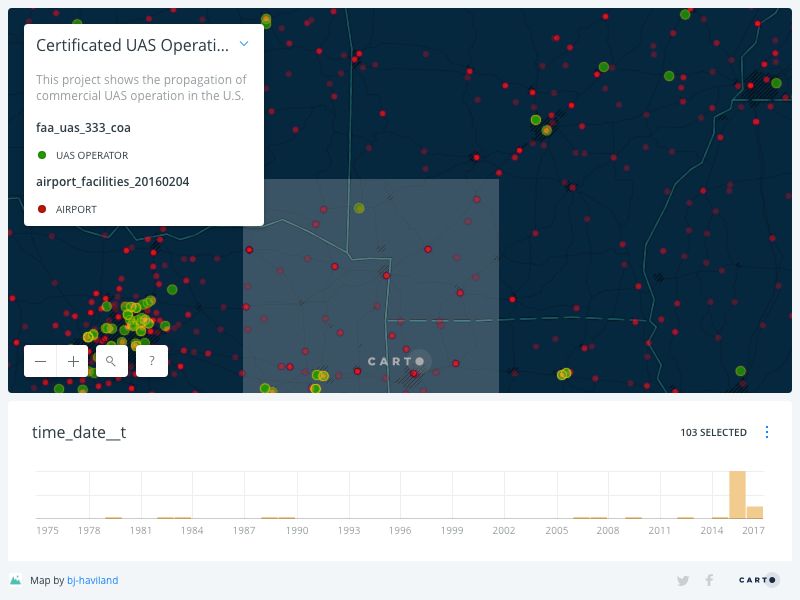 Certificated UAS Operati...
This project shows the propagation of
commercial UAS operation in the U.S.
faa_uas_333_coa
UAS OPERATOR
airport_facilities_20160204
AIRPORT
— + ?
CARTO
time_date__t
103 SELECTED
1975 1978 1981 1984 1987 1990 1993 1996 1999 2002 2005 2008 2011 2014 2017
Map by bj-haviland
CARTO